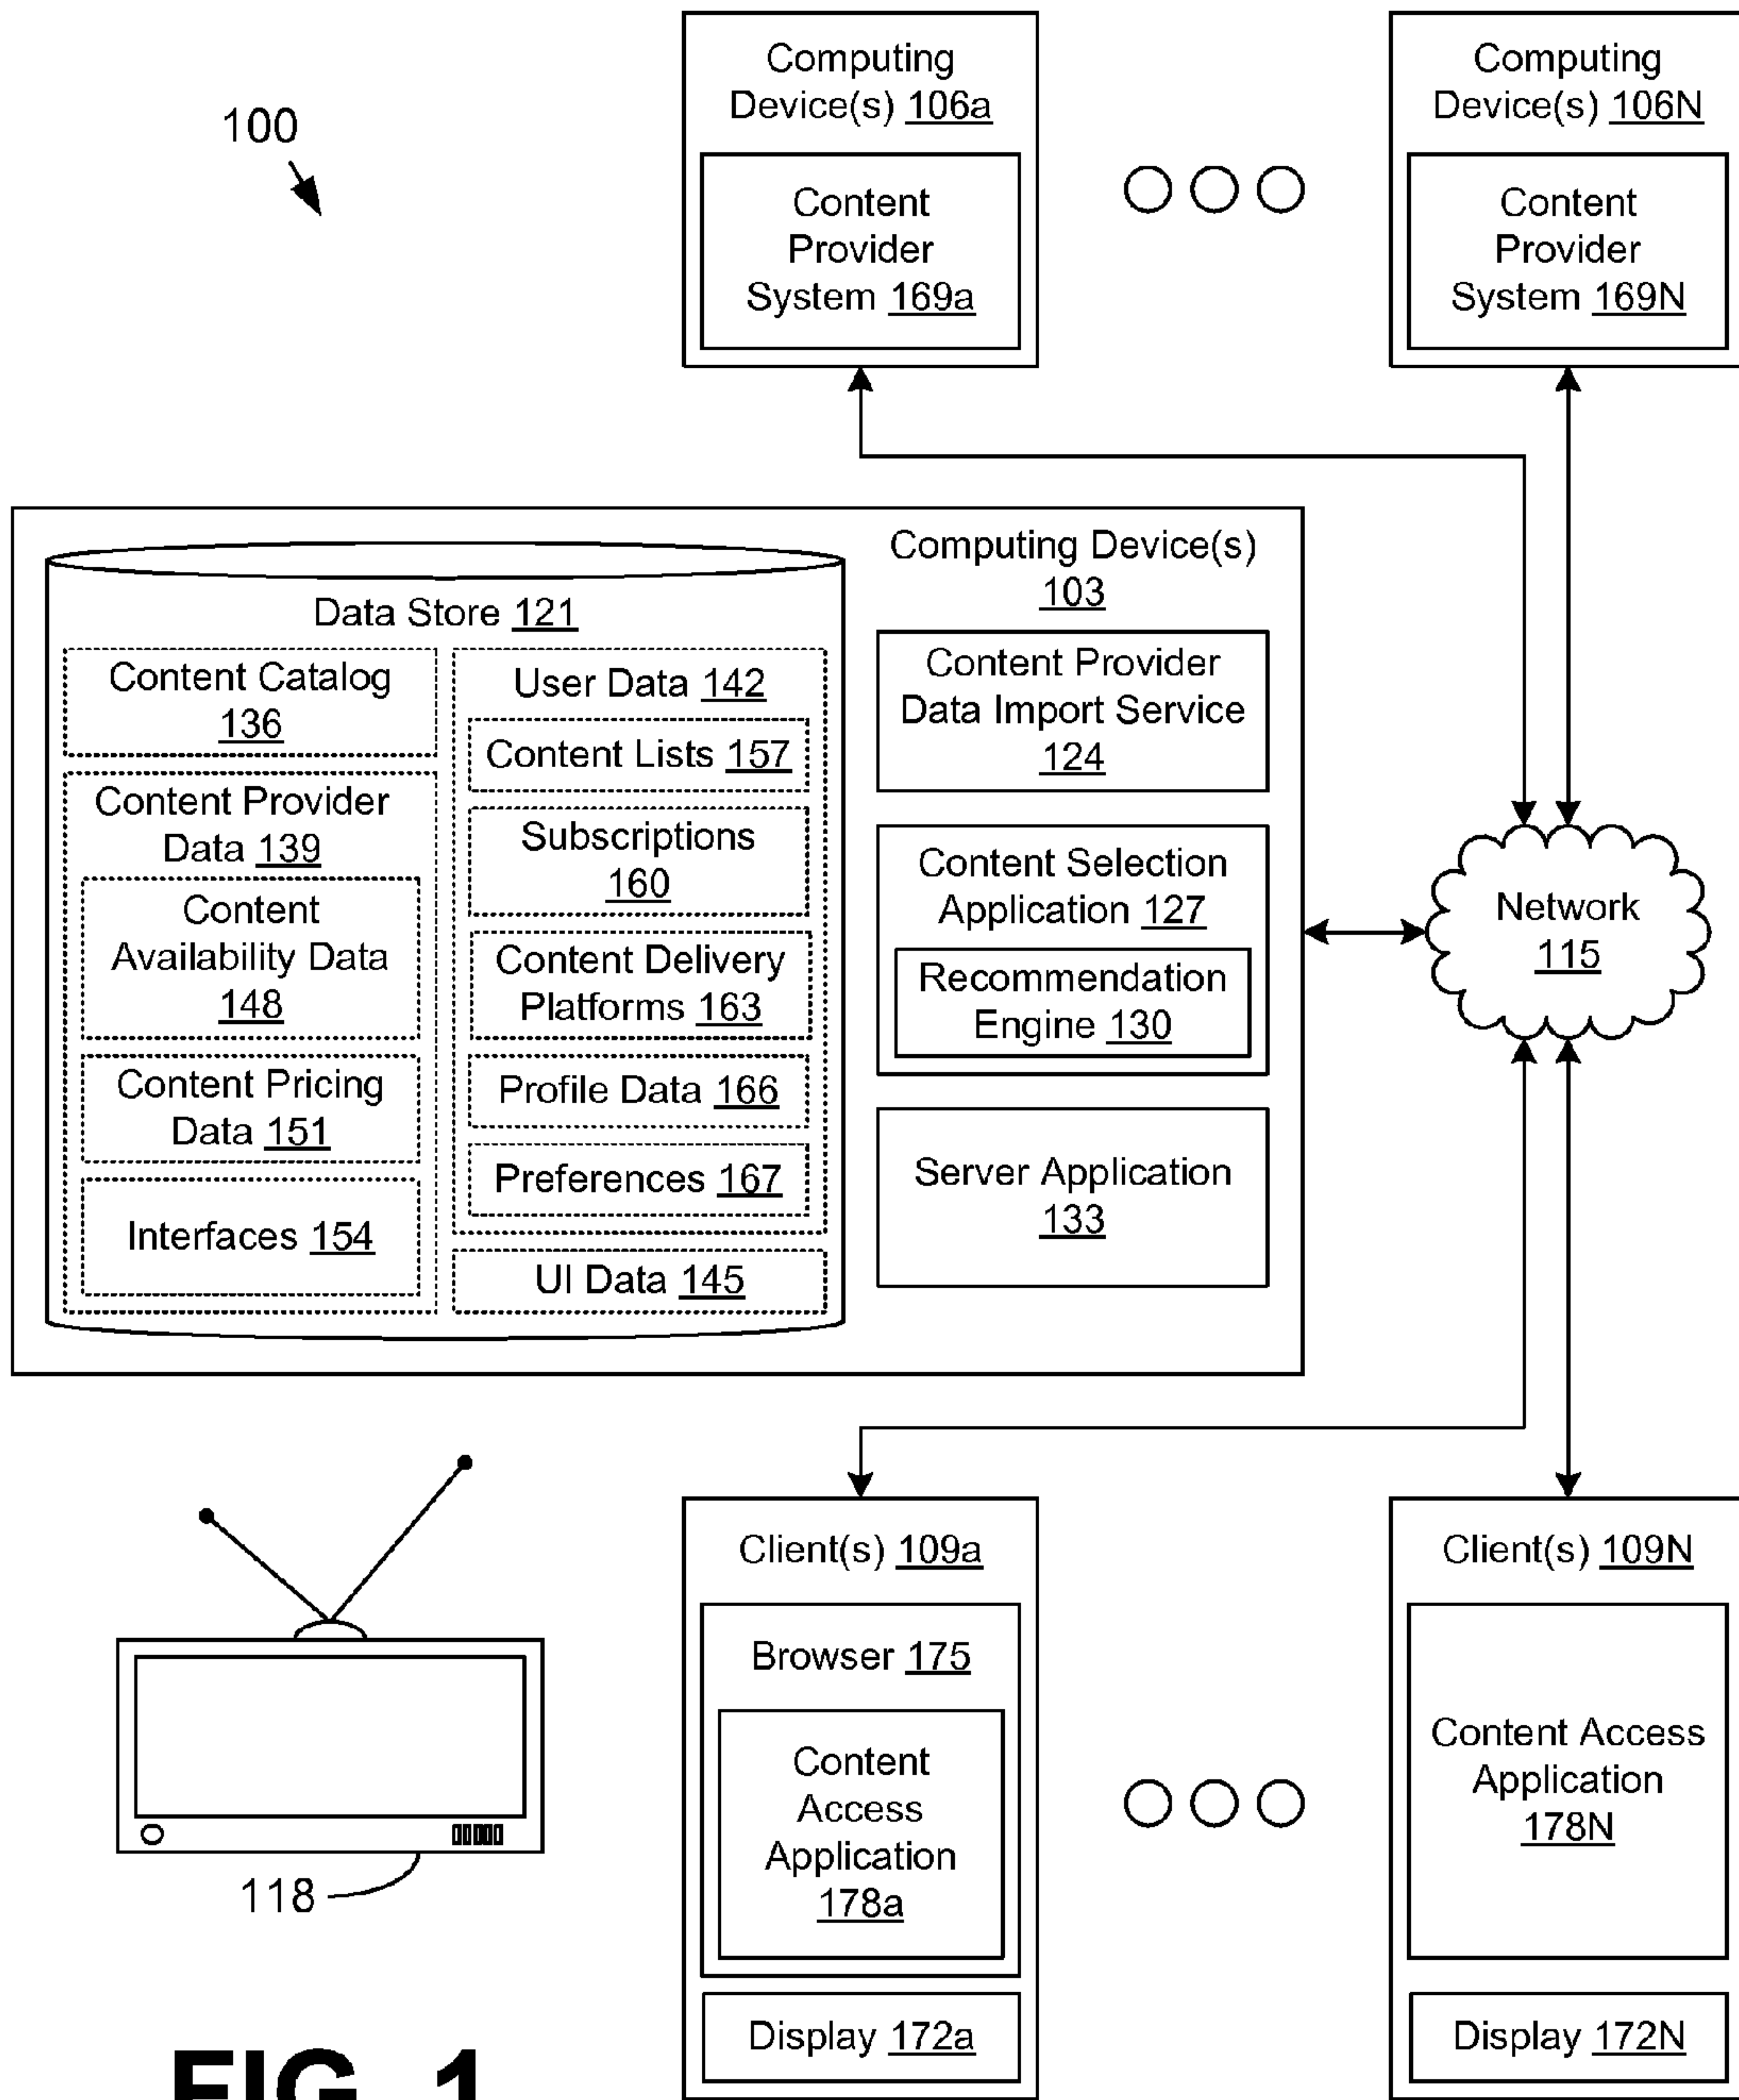 100
Computing
Device(s) 106a
Content
Provider
System 169a
Computing
Device(s) 106N
Content
Provider
System 169N
Computing Device(s)
103
Data Store 121
Content Catalog
136
Content Provider
Data 139
Content
Availability Data
148
Content Pricing
Data 151
Interfaces 154
User Data 142
Content Lists 157
Subscriptions
160
Content Delivery
Platforms 163
Profile Data 166
Preferences 167
UI Data 145
Content Provider
Data Import Service
124
Content Selection
Application 127
Recommendation
Engine 130
Server Application
133
Network
115
118
Client(s) 109a
Browser 175
Content
Access
Application
178a
Display 172a
Client(s) 109N
Content Access
Application
178N
Display 172N
FIG. 1